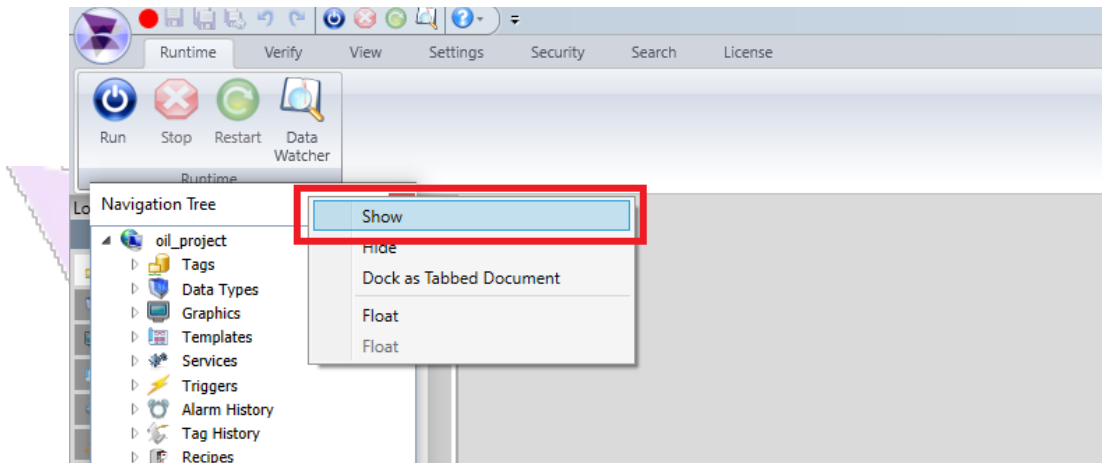 Runtime Verify View Settings Security Search License
Run Stop Restart Data Watcher
Runtime
Lo
Navigation Tree
Show
Hide
Dock as Tabbed Document
Float
Float
oil_project
Tags
Data Types
Graphics
Templates
Services
Triggers
Alarm History
Tag History
Recipes